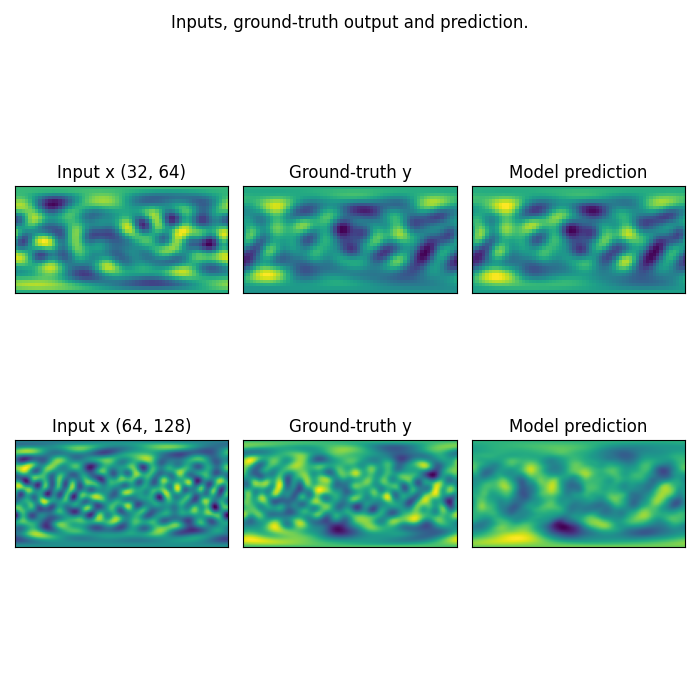 Inputs, ground-truth output and prediction.
Input x (32, 64)
Ground-truth y
Model prediction
Input x (64, 128)
Ground-truth y
Model prediction